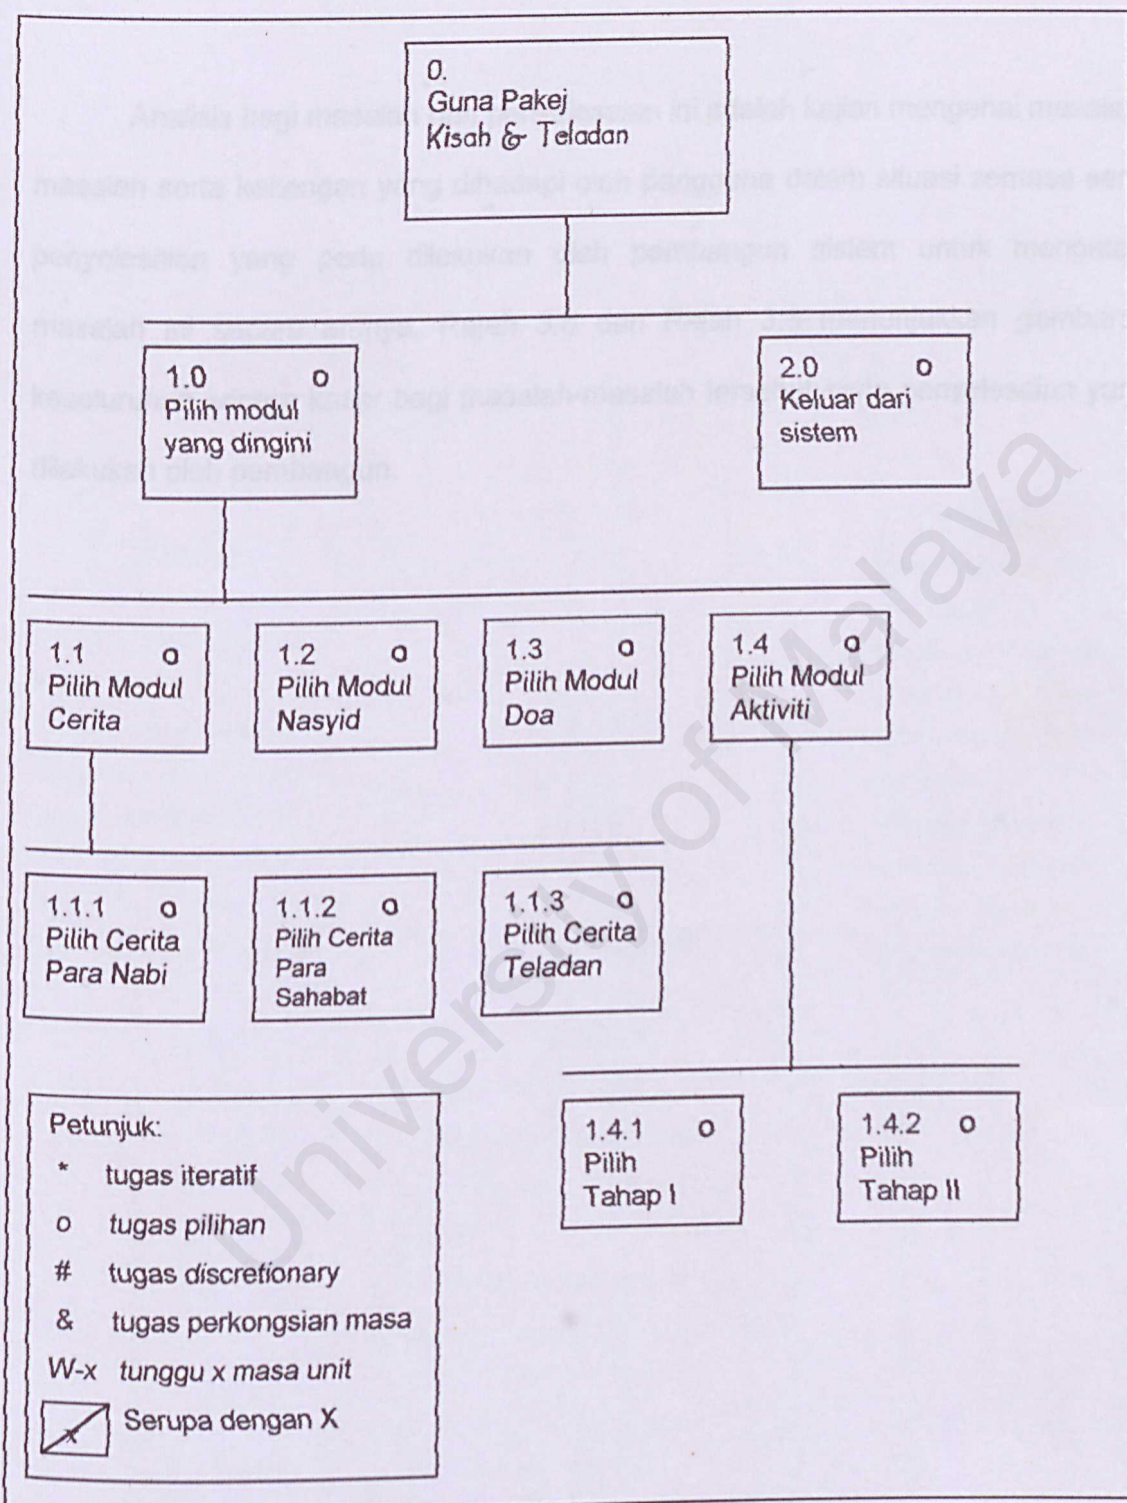 0.
Guna Pakej
Kisah & Teladan
1.0 o
Pilih modul
yang dingini
2.0 o
Keluar dari
sistem
1.1 o
Pilih Modul
Cerita
1.2 o
Pilih Modul
Nasyid
1.3 o
Pilih Modul
Doa
1.4 o
Pilih Modul
Aktiviti
1.1.1 o
Pilih Cerita
Para Nabi
1.1.2 o
Pilih Cerita
Para
Sahabat
1.1.3 o
Pilih Cerita
Teladan
1.4.1 o
Pilih
Tahap I
1.4.2 o
Pilih
Tahap II
Petunjuk:
* tugas iteratif
o tugas pilihan
# tugas discretionary
& tugas perkongsian masa
W-x tunggu x masa unit
x Serupa dengan X
University of Malaya